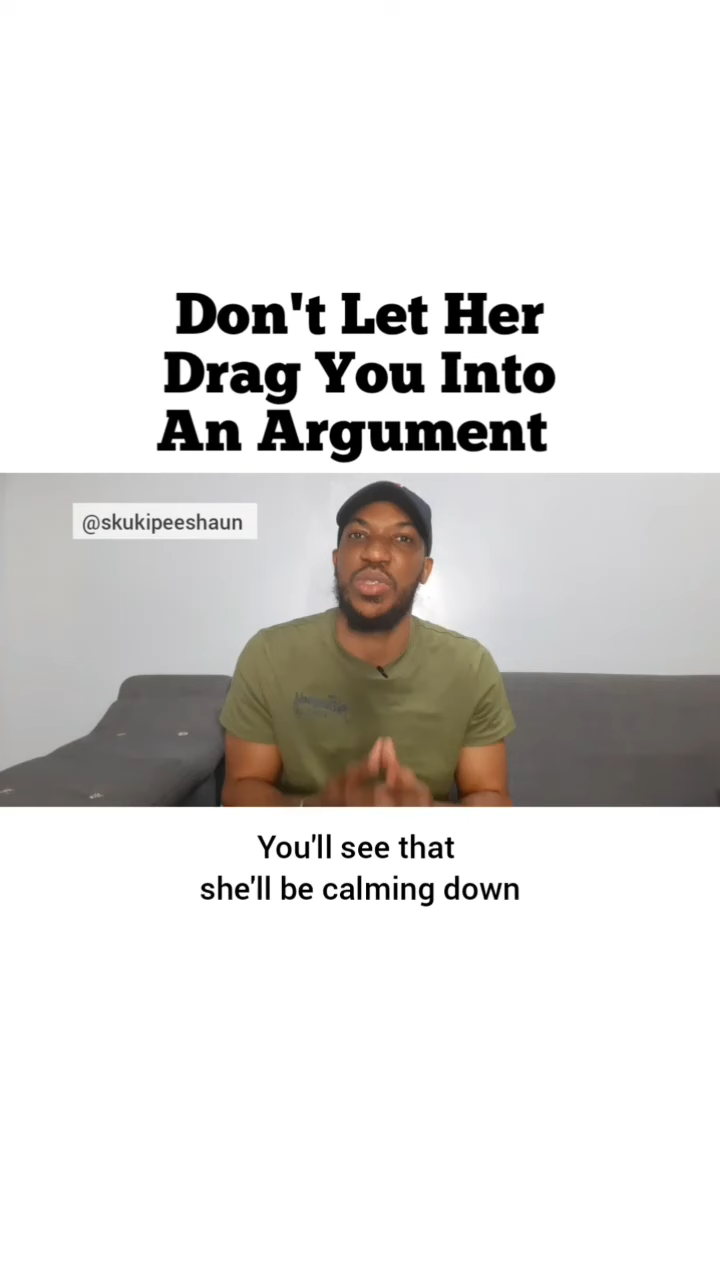 Don't Let Her
Drag You Into
An Argument
@skukipeeshaun
You'll see that
she'll be calming down